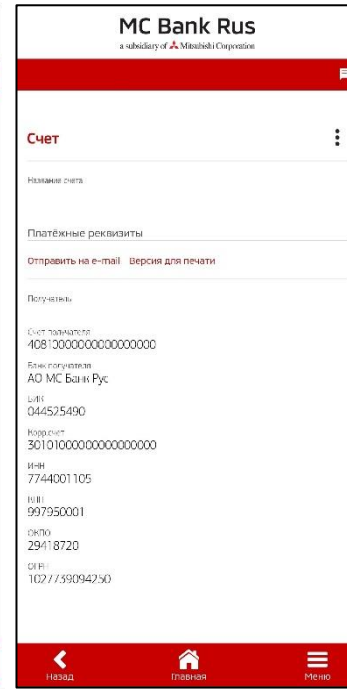 MC Bank Rus
a subsidiary of Mitsubishi Corporation
Счет
Название счета
Платёжные реквизиты
Отправить на e-mail Версия для печати
Получатель
Счет получателя
40810000000000000000
Банк получателя
АО МС Банк Рус
БИК
044525490
Корр.счет
30101000000000000000
ИНН
7744001105
КПП
997950001
ОКПО
29418720
ОГРН
1027739094250
Назад
Главная
Меню